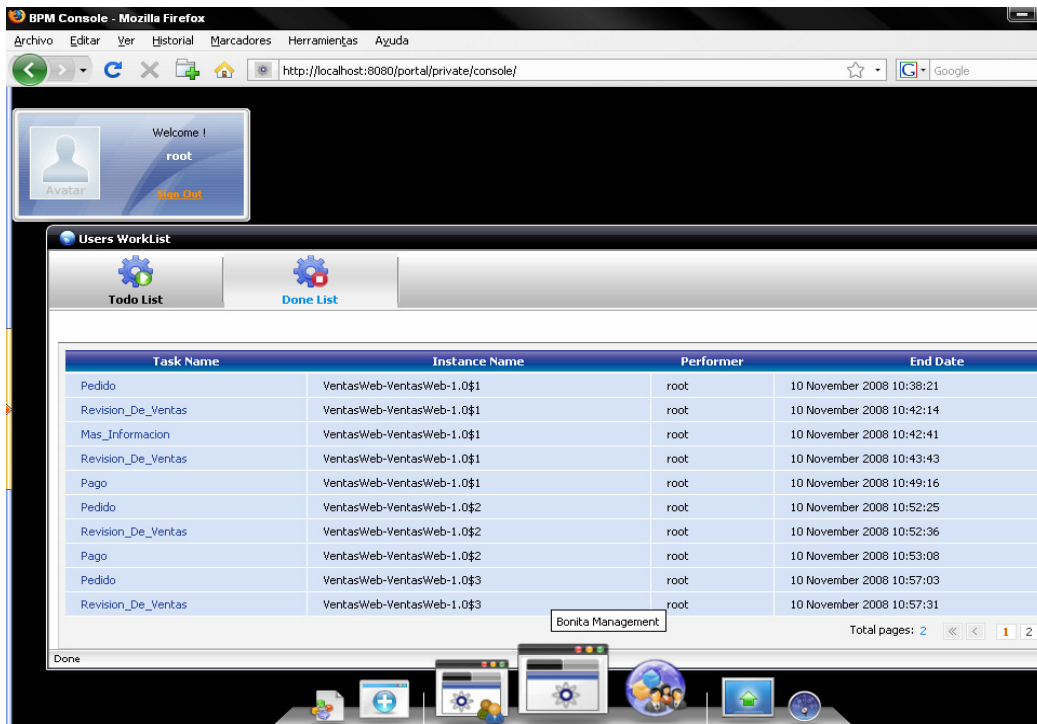 BPM Console - Mozilla Firefox
Archivo Editar Ver Historial Marcadores Herramientas Ayuda
http://localhost:8080/portal/private/console/
G Google
Welcome !
root
Avatar
Sign Out
Users WorkList
Todo List
Done List
Task Name Instance Name Performer End Date
Pedido VentasWeb-VentasWeb-1.0$1 root 10 November 2008 10:38:21
Revision_De_Ventas VentasWeb-VentasWeb-1.0$1 root 10 November 2008 10:42:14
Mas_Informacion VentasWeb-VentasWeb-1.0$1 root 10 November 2008 10:42:41
Revision_De_Ventas VentasWeb-VentasWeb-1.0$1 root 10 November 2008 10:43:43
Pago VentasWeb-VentasWeb-1.0$1 root 10 November 2008 10:49:16
Pedido VentasWeb-VentasWeb-1.0$2 root 10 November 2008 10:52:25
Revision_De_Ventas VentasWeb-VentasWeb-1.0$2 root 10 November 2008 10:52:36
Pago VentasWeb-VentasWeb-1.0$2 root 10 November 2008 10:53:08
Pedido VentasWeb-VentasWeb-1.0$3 root 10 November 2008 10:57:03
Revision_De_Ventas VentasWeb-VentasWeb-1.0$3 root 10 November 2008 10:57:31
Bonita Management
Total pages: 2 « < 1 2
Done